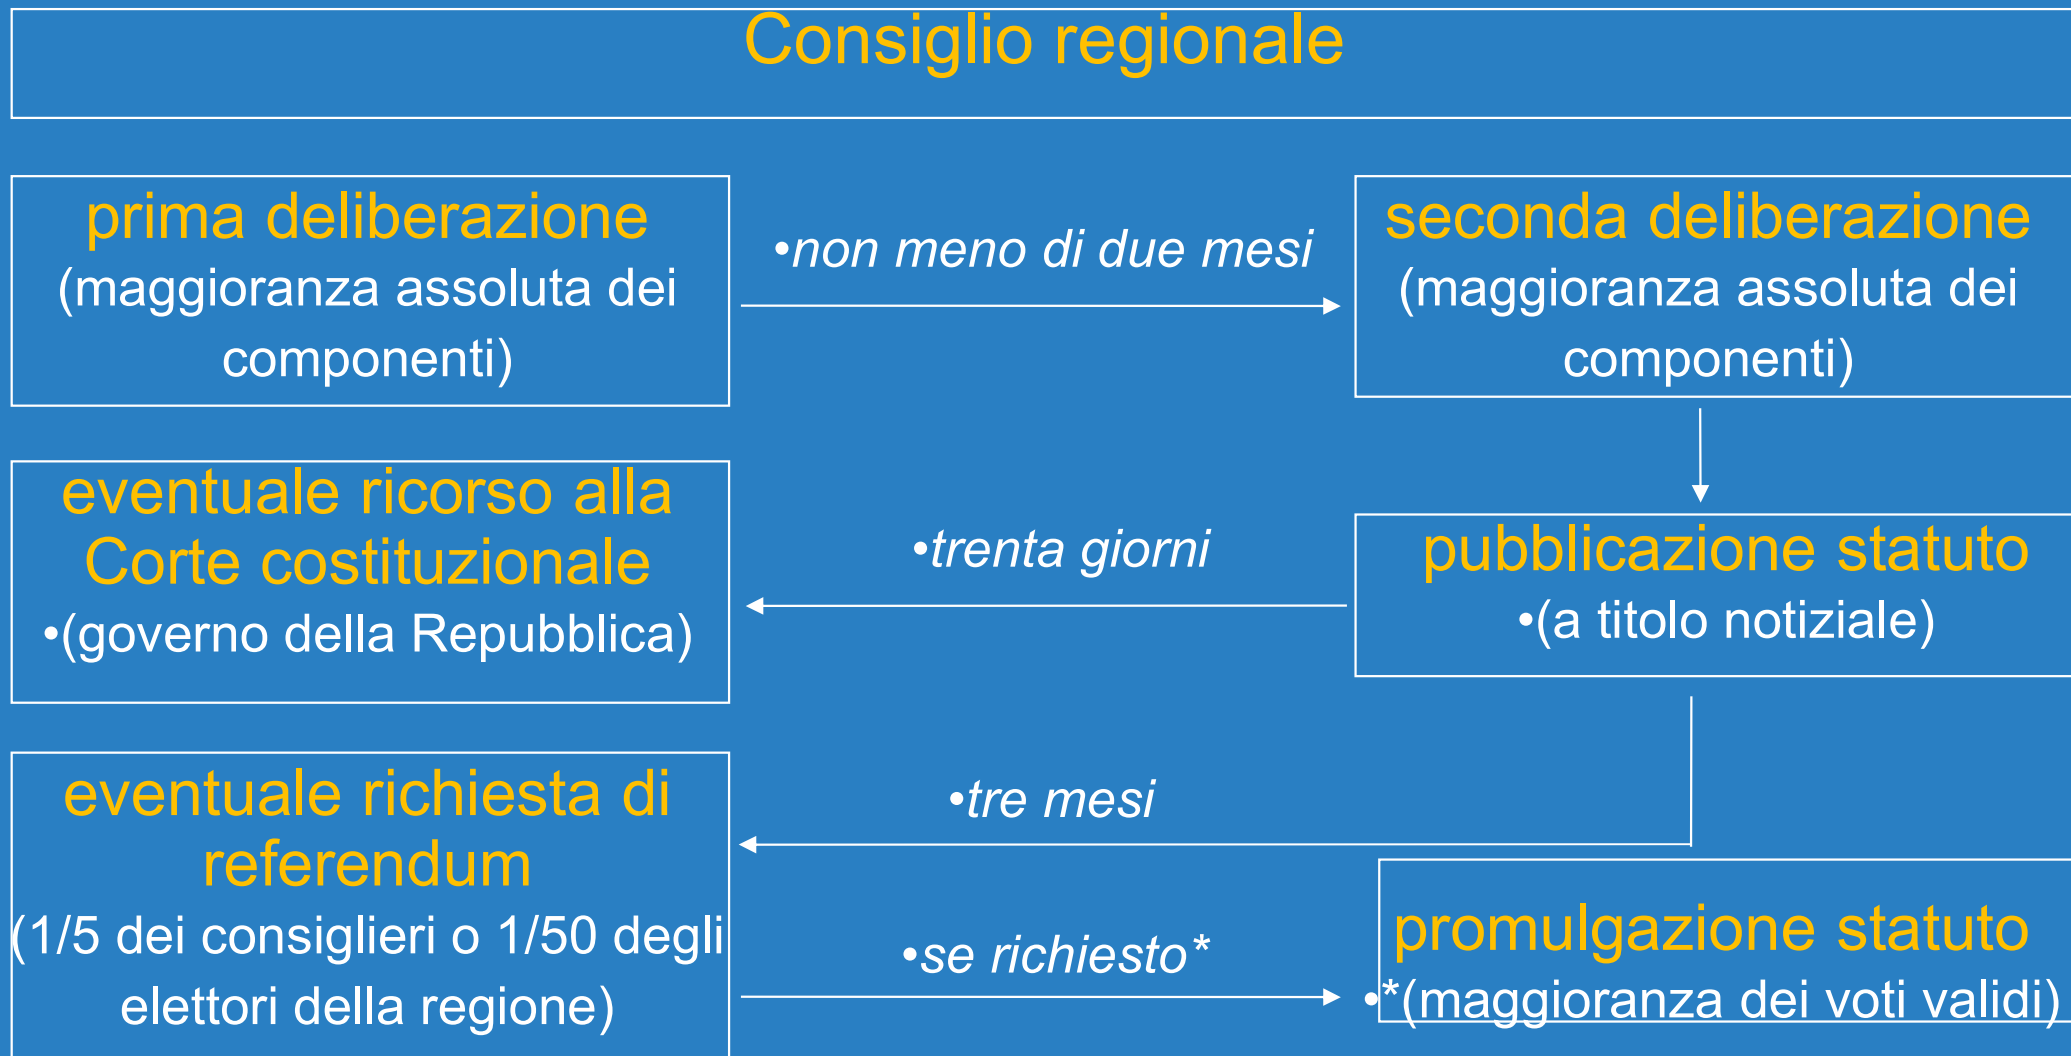 Consiglio regionale
prima deliberazione
(maggioranza assoluta dei
componenti)
•non meno di due mesi
seconda deliberazione
(maggioranza assoluta dei
componenti)
eventuale ricorso alla
Corte costituzionale
•(governo della Repubblica)
•trenta giorni
pubblicazione statuto
•(a titolo notiziale)
eventuale richiesta di
referendum
(1/5 dei consiglieri o 1/50 degli
elettori della regione)
•tre mesi
•se richiesto*
promulgazione statuto
•*(maggioranza dei voti validi)